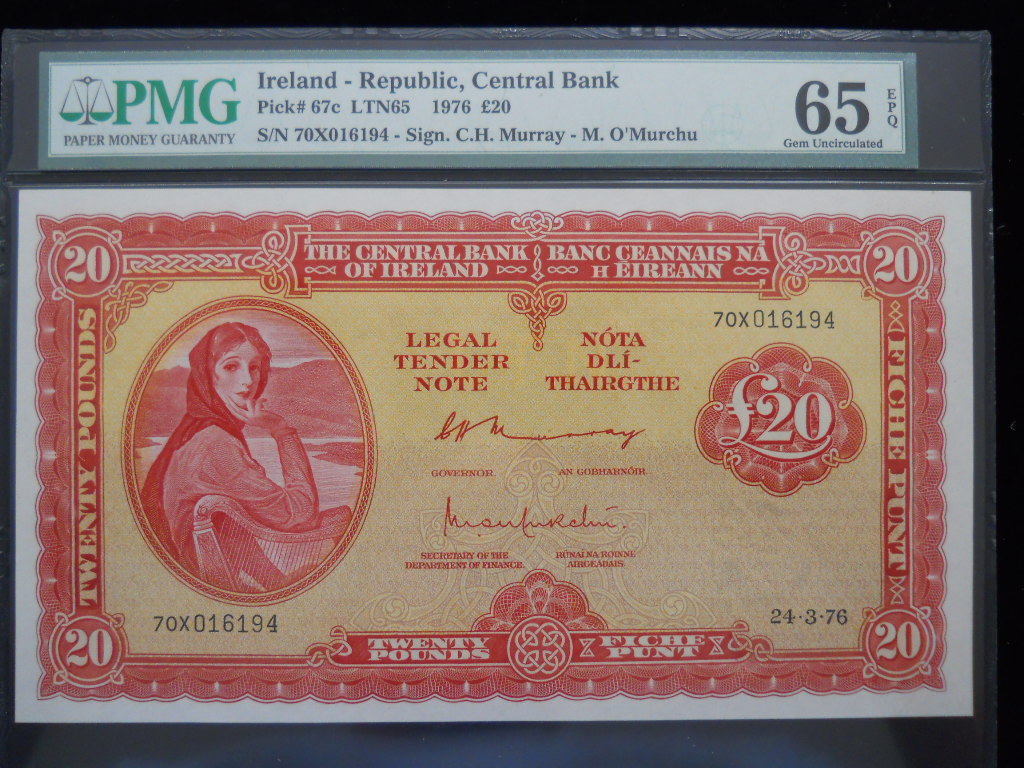 PMG
PAPER MONEY GUARANTY
Ireland - Republic, Central Bank
Pick# 67c LTN65 1976 £20
S/N 70X016194 - Sign. C.H. Murray - M. O'Murchu
65
EPQ
Gem Uncirculated
20
THE CENTRAL BANK
OF IRELAND
BANC CEANNAIS NA
H EIREANN
20
TWENTY POUNDS
FICHE PUNT
70X016194
LEGAL
TENDER
NOTE
NÓTA
DLÍ-
THAIRGTHE
£20
CH Murray
GOVERNOR
AN GOBHARNÓIR
SECRETARY OF THE
DEPARTMENT OF FINANCE.
RÚNAÍ NA ROINNE
AIRGEADAIS.
70X016194
24·3·76
20
TWENTY
POUNDS
FICHE
PUNT
20